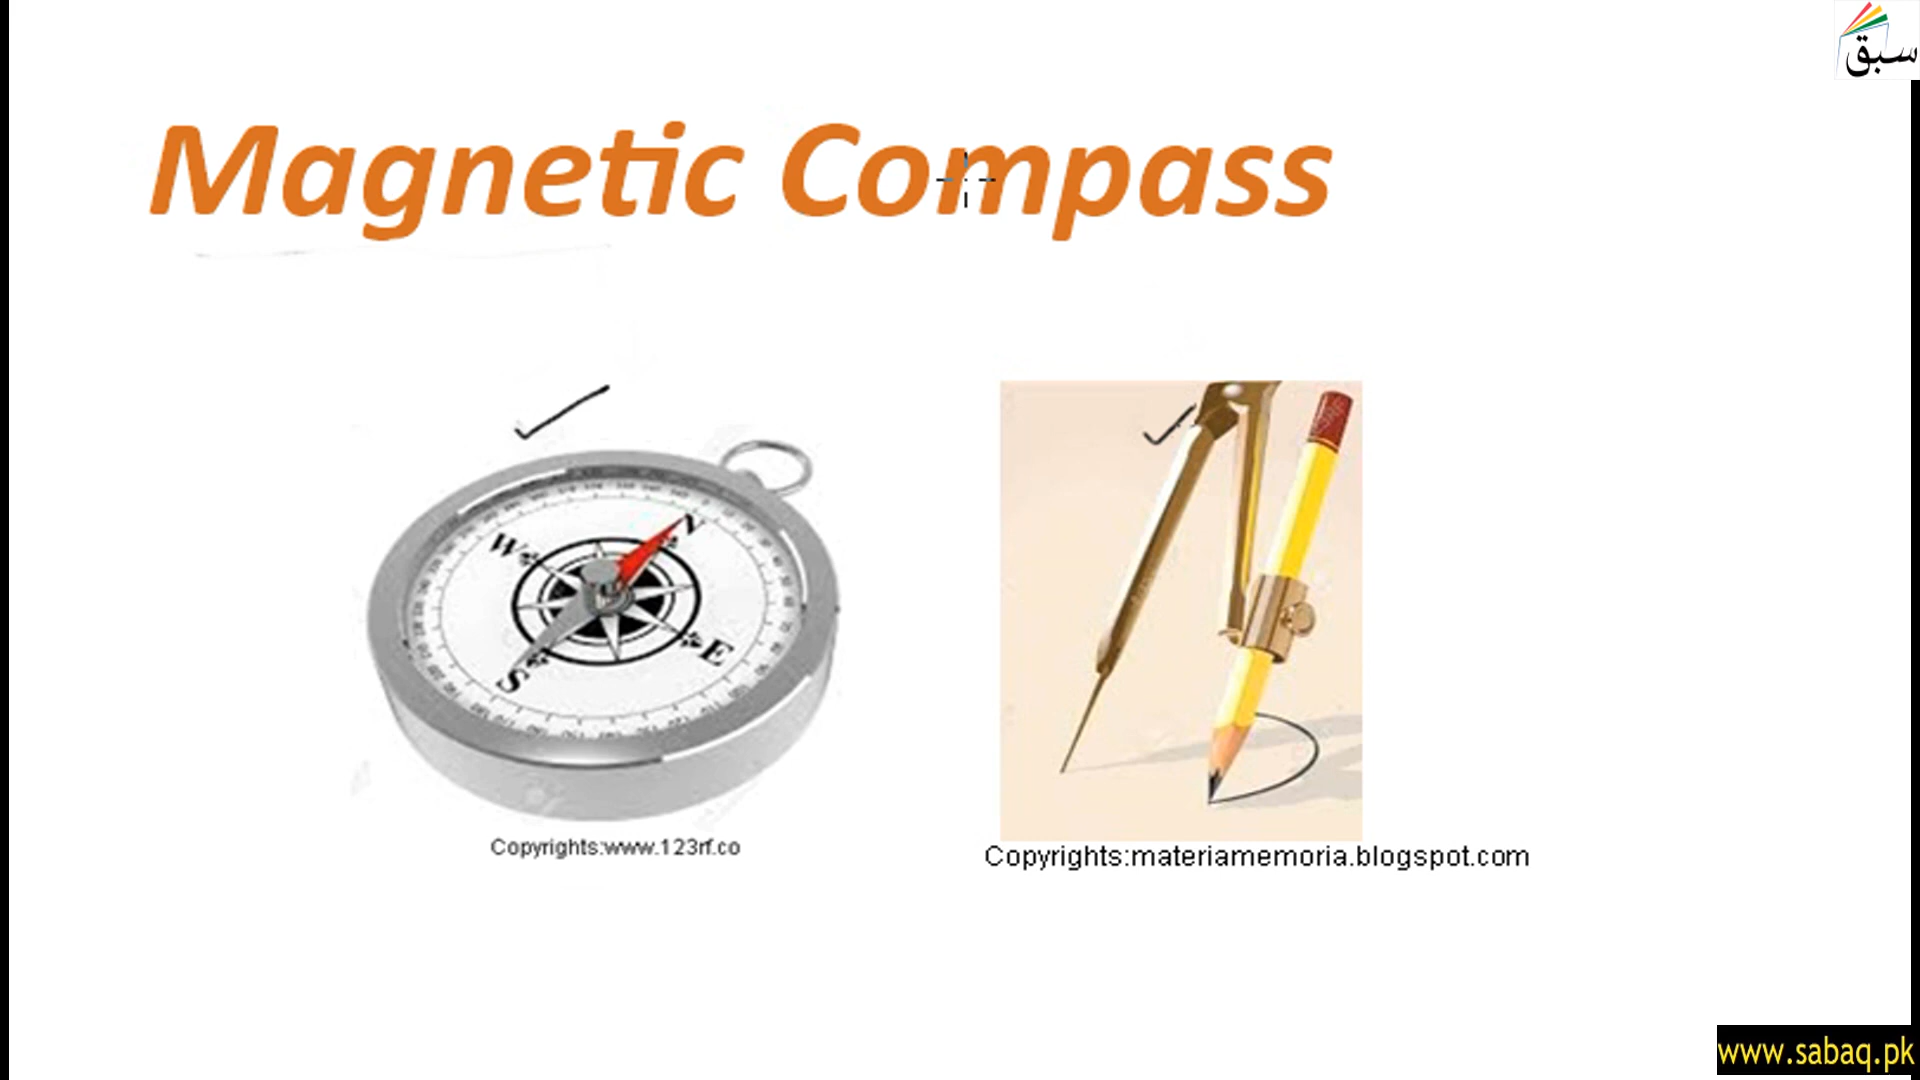 سبق
Magnetic Compass
N
W
E
S
Copyrights:www.123rf.co
Copyrights:materiamemoria.blogspot.com
www.sabaq.pk